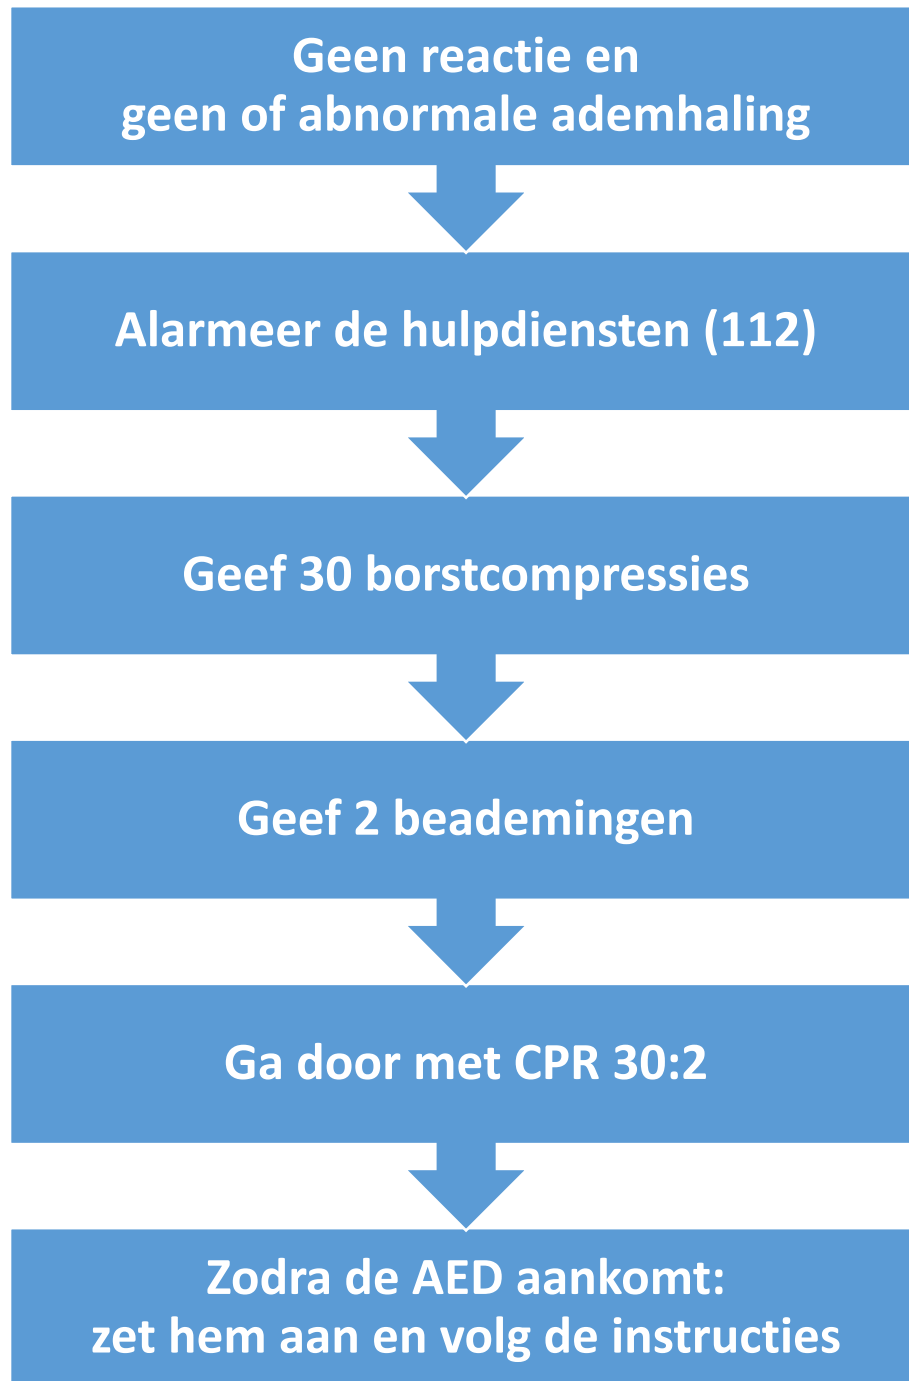 Geen reactie en
geen of abnormale ademhaling
Alarmeer de hulpdiensten (112)
Geef 30 borstcompressies
Geef 2 beademingen
Ga door met CPR 30:2
Zodra de AED aankomt:
zet hem aan en volg de instructies